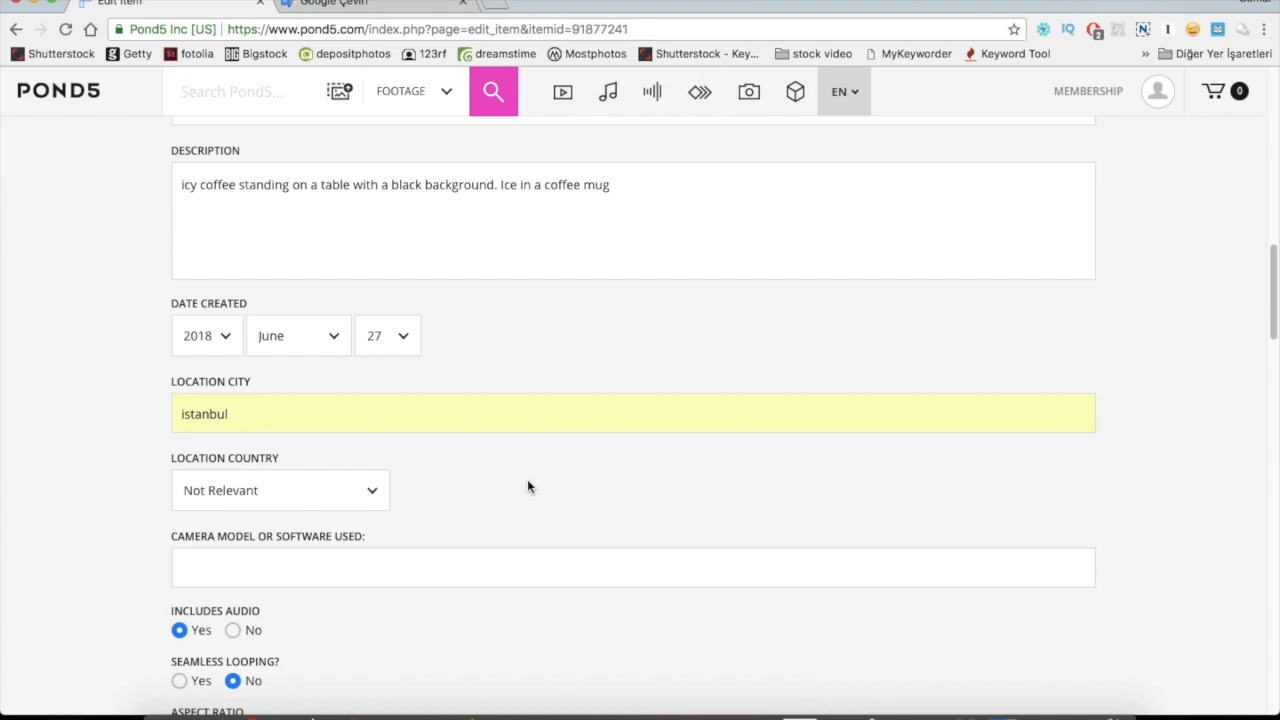 Edit Item
Google Çeviri
Pond5 Inc [US] https://www.pond5.com/index.php?page=edit_item&itemid=91877241
Shutterstock Getty fotolia Bigstock depositphotos 123rf dreamstime Mostphotos Shutterstock - Key... stock video MyKeyworder Keyword Tool » Diğer Yer İşaretleri
POND5 Search Pond5... FOOTAGE EN MEMBERSHIP 0
DESCRIPTION
icy coffee standing on a table with a black background. Ice in a coffee mug
DATE CREATED
2018 June 27
LOCATION CITY
istanbul
LOCATION COUNTRY
Not Relevant
CAMERA MODEL OR SOFTWARE USED:
INCLUDES AUDIO
Yes No
SEAMLESS LOOPING?
Yes No
ASPECT RATIO